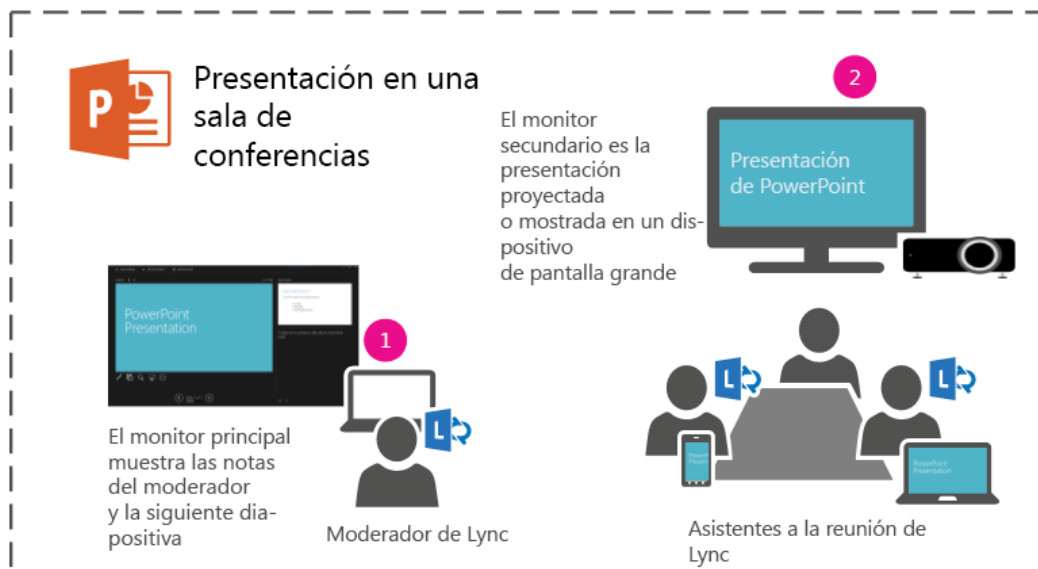 P
Presentación en una
sala de
conferencias
1
PowerPoint
Presentation
El monitor principal
muestra las notas
del moderador
y la siguiente dia-
positiva
L
Moderador de Lync
2
El monitor
secundario es la
presentación
proyectada
o mostrada en un dis-
positivo
de pantalla grande
Presentación
de PowerPoint
L
L
PowerPoint
Presentation
Asistentes a la reunión de
Lync